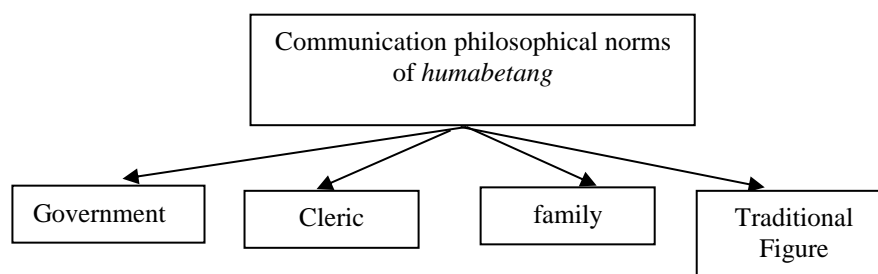 Communication philosophical norms
of humabetang
Government
Cleric
family
Traditional
Figure